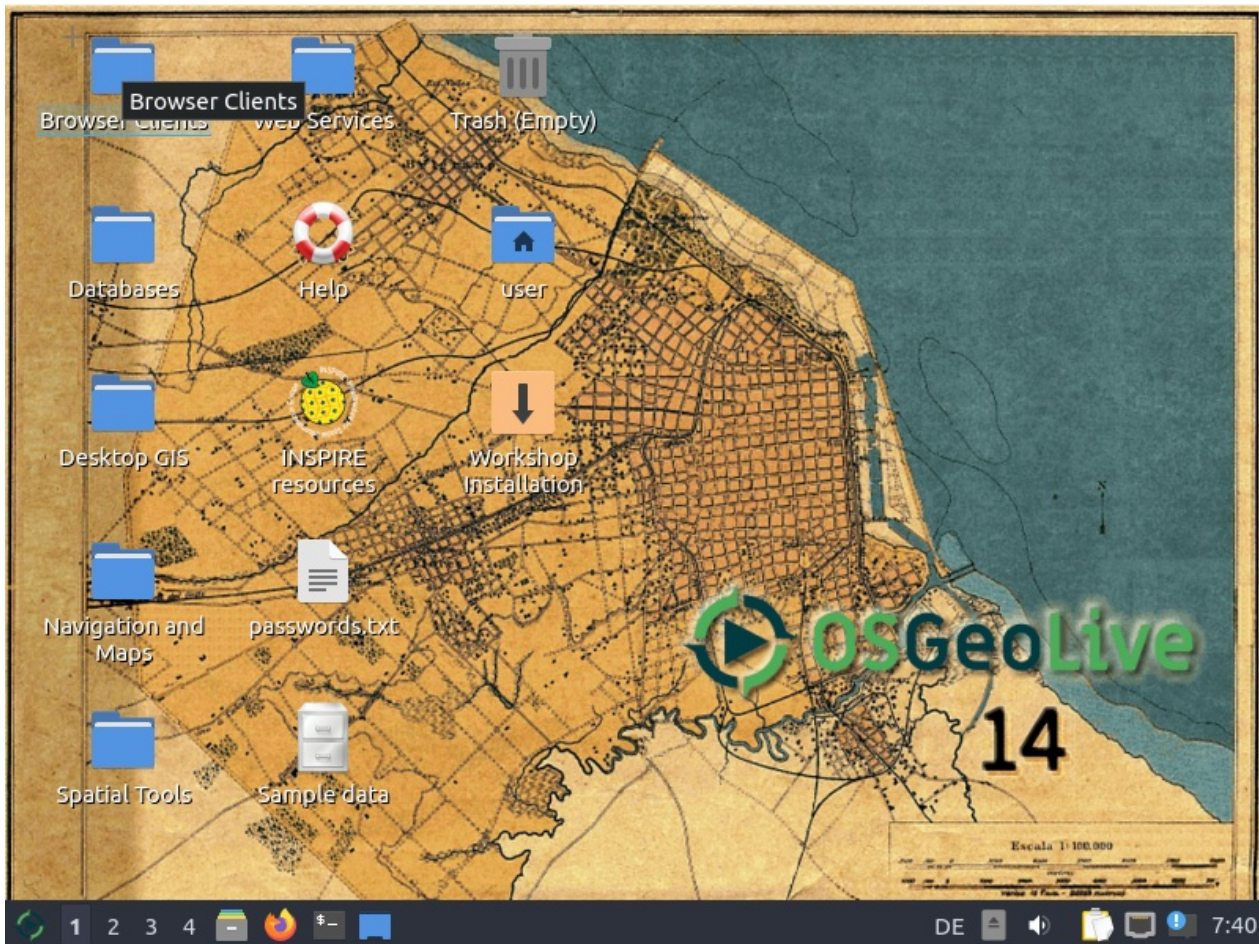 Browser Clients
Browser Clients
Web Services
Trash (Empty)
Databases
Help
user
Desktop GIS
INSPIRE
resources
Workshop
Installation
Navigation and
Maps
passwords.txt
Spatial Tools
Sample data
OSGeoLive
14
N
Escala 1:100.000
1 2 3 4
$_
DE
7:40